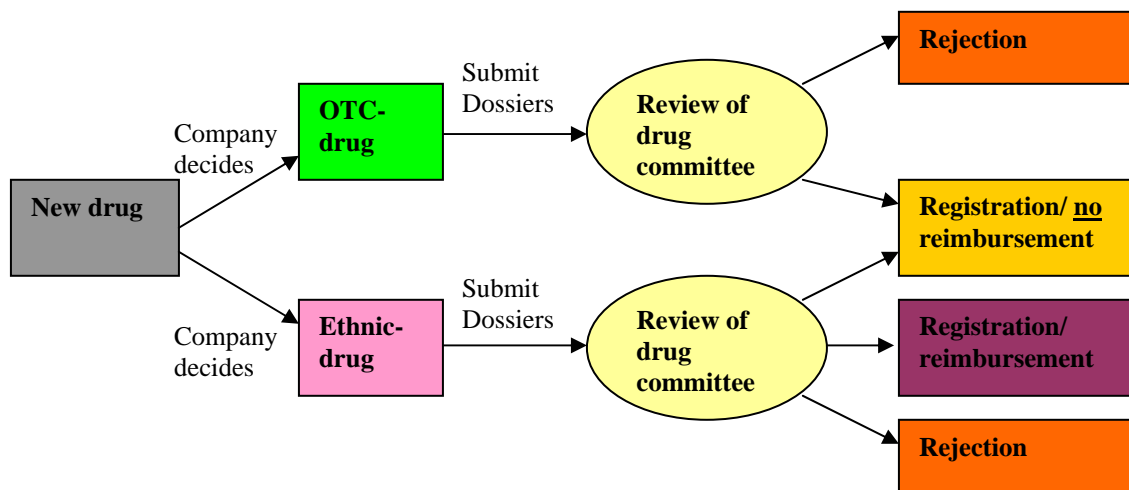 New drug
Company
decides
Company
decides
OTC-
drug
Ethnic-
drug
Submit
Dossiers
Submit
Dossiers
Review of
drug
committee
Review of
drug
committee
Rejection
Registration/ no
reimbursement
Registration/
reimbursement
Rejection